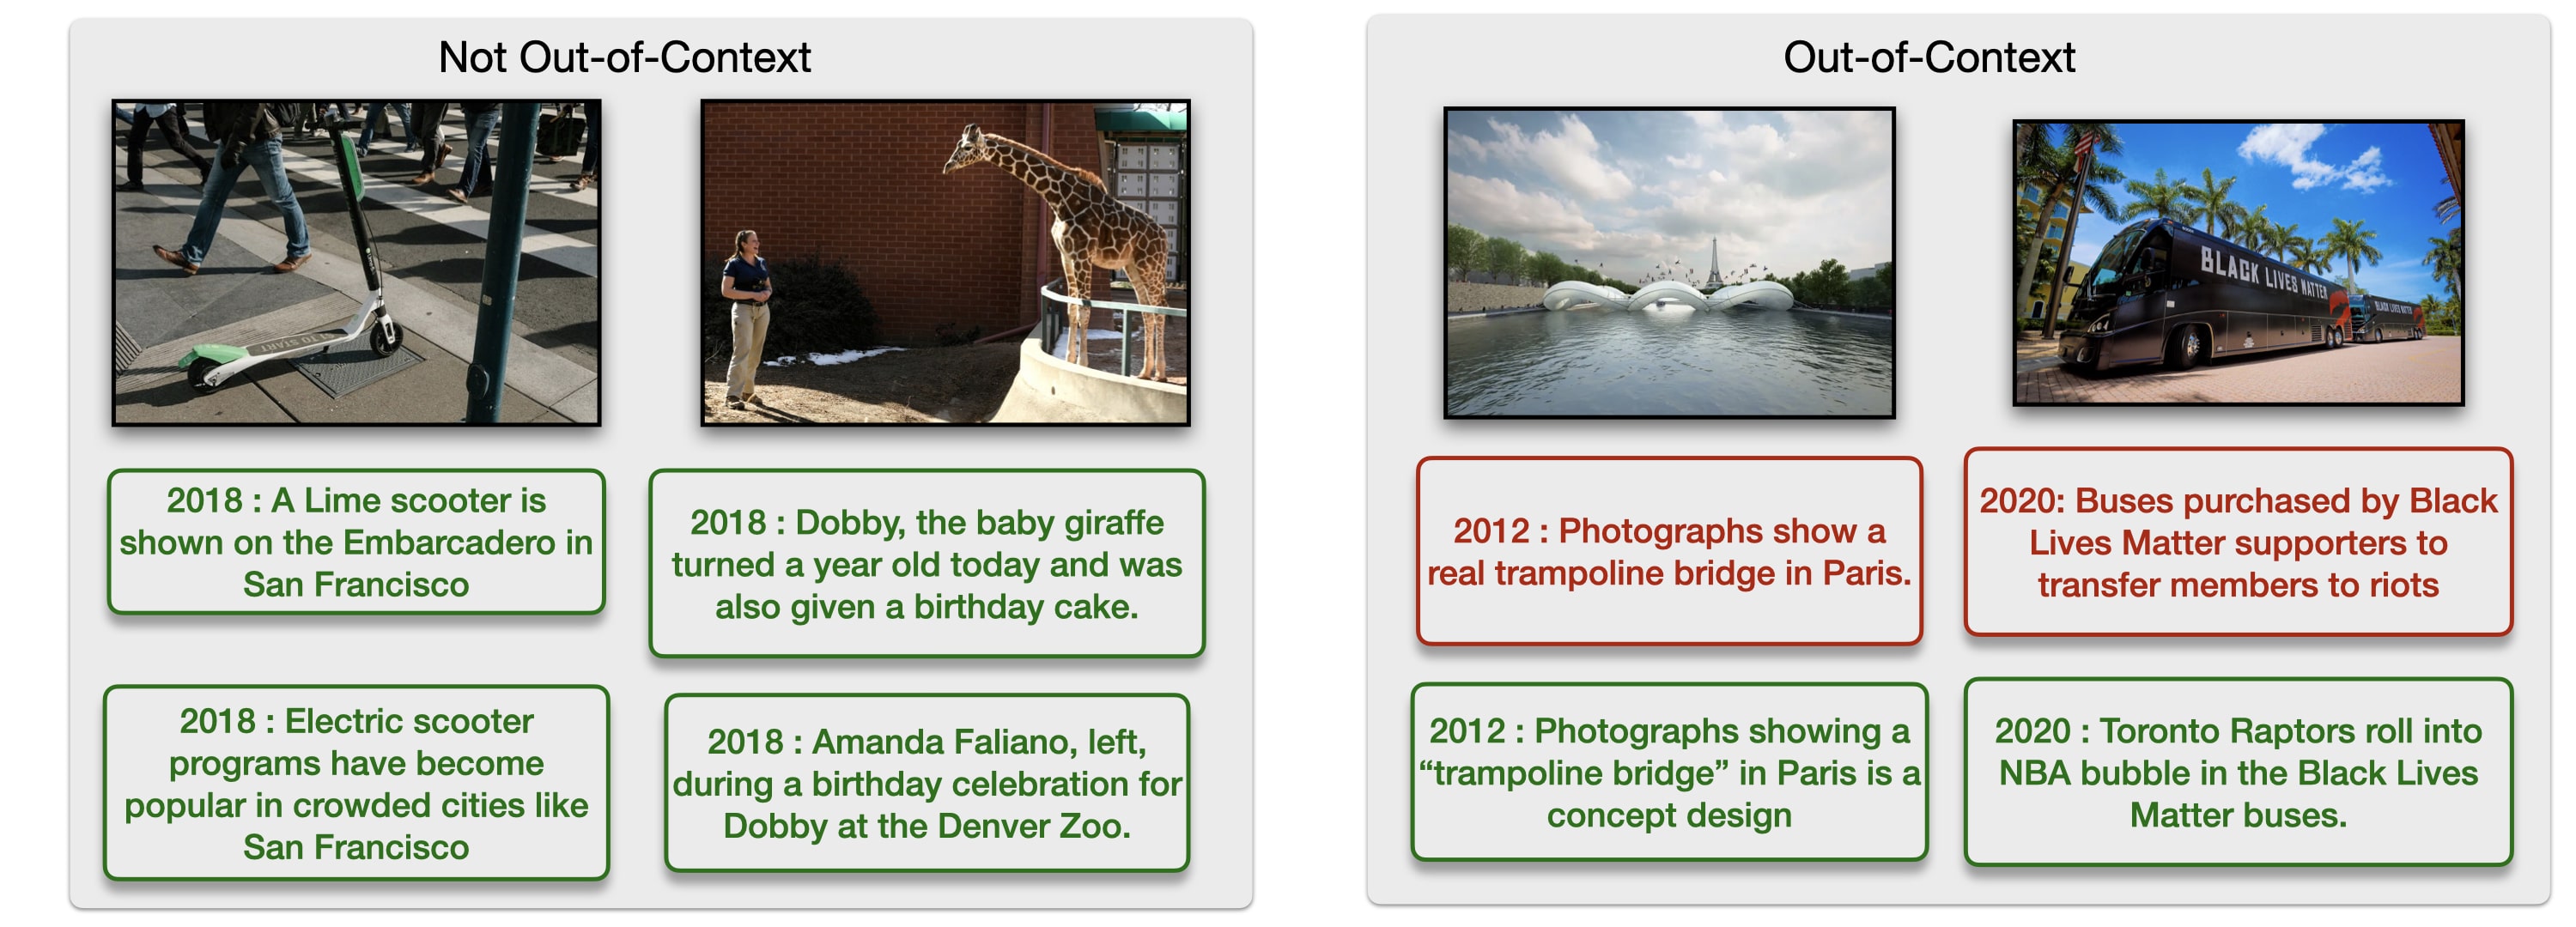 Not Out-of-Context
2018 : A Lime scooter is
shown on the Embarcadero in
San Francisco
2018 : Electric scooter
programs have become
popular in crowded cities like
San Francisco
2018 : Dobby, the baby giraffe
turned a year old today and was
also given a birthday cake.
2018 : Amanda Faliano, left,
during a birthday celebration for
Dobby at the Denver Zoo.
Out-of-Context
2012 : Photographs show a
real trampoline bridge in Paris.
2012 : Photographs showing a
“trampoline bridge” in Paris is a
concept design
BLACK LIVES MATTER
BLACK LIVES MATTER
2020: Buses purchased by Black
Lives Matter supporters to
transfer members to riots
2020 : Toronto Raptors roll into
NBA bubble in the Black Lives
Matter buses.